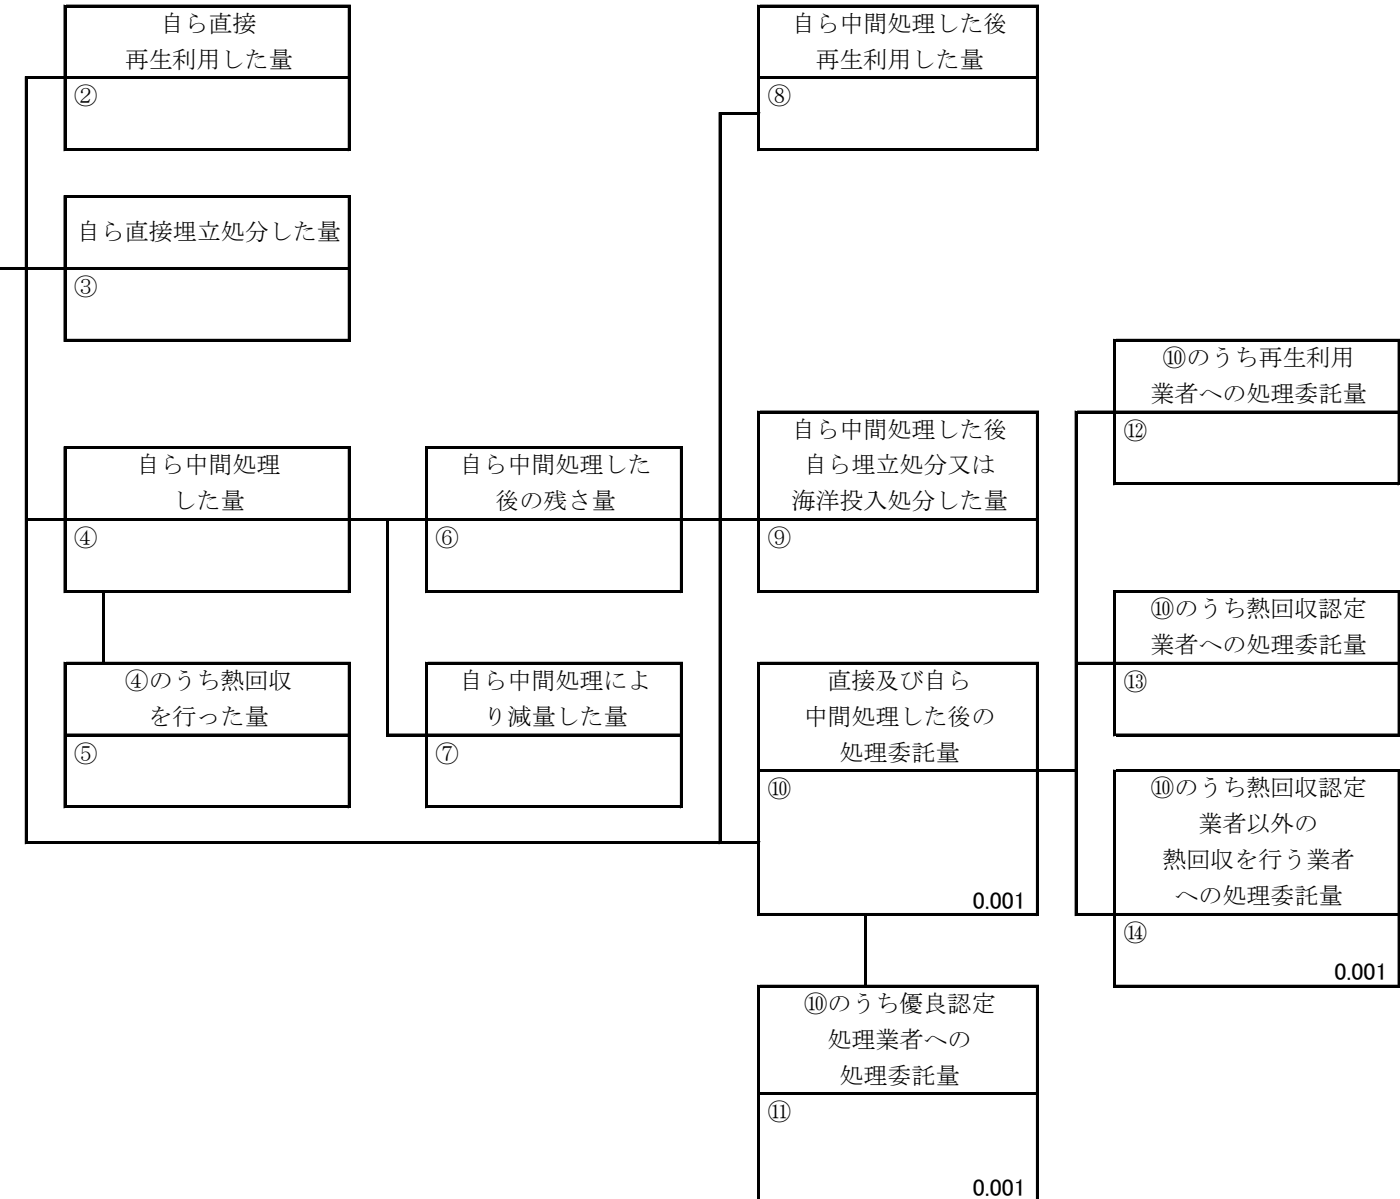 自ら直接
再生利用した量
②
自ら中間処理した後
再生利用した量
⑧
自ら直接埋立処分した量
③
⑩のうち再生利用
業者への処理委託量
⑫
自ら中間処理
した量
④
自ら中間処理した
後の残さ量
⑥
自ら中間処理した後
自ら埋立処分又は
海洋投入処分した量
⑨
⑩のうち熱回収認定
業者への処理委託量
⑬
④のうち熱回収
を行った量
⑤
自ら中間処理によ
り減量した量
⑦
直接及び自ら
中間処理した後の
処理委託量
⑩
0.001
⑩のうち熱回収認定
業者以外の
熱回収を行う業者
への処理委託量
⑭
0.001
⑩のうち優良認定
処理業者への
処理委託量
⑪
0.001